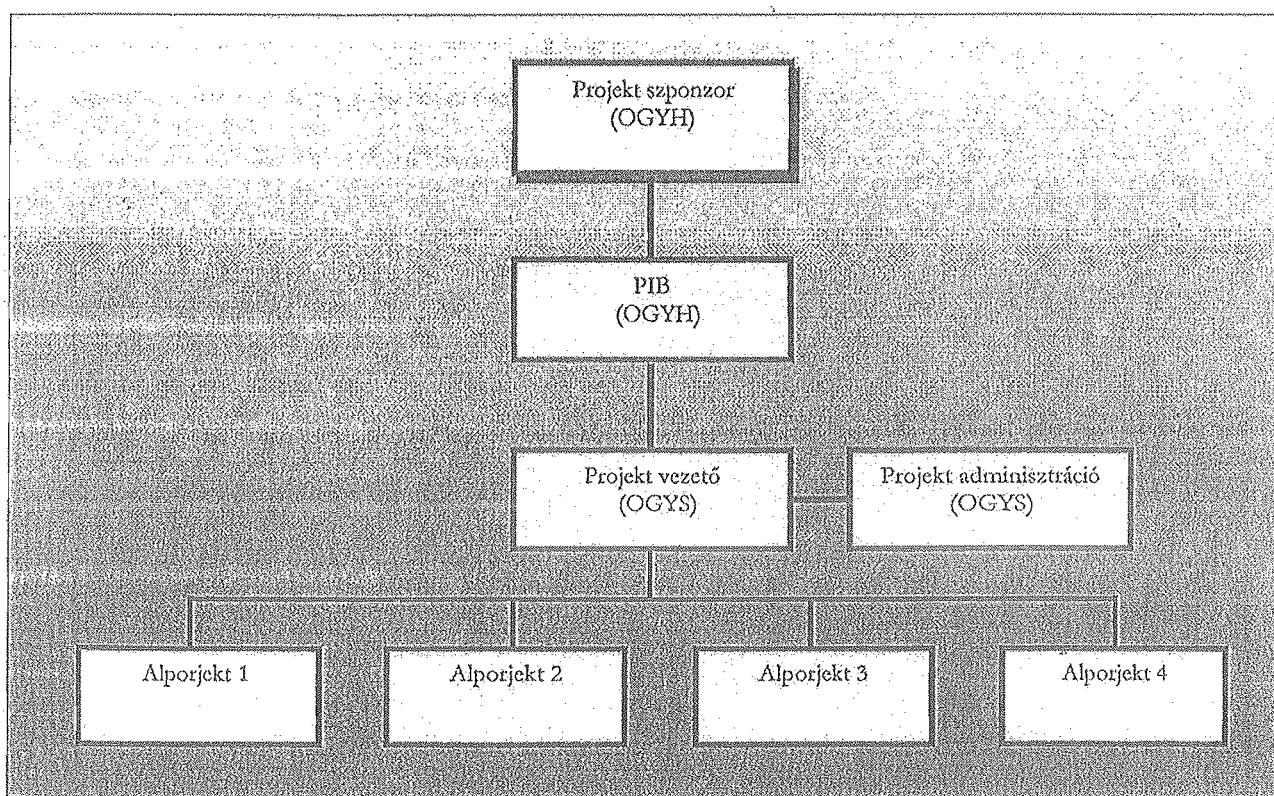 Projekt szponzor
(OGYH)
PIB
(OGYH)
Projekt vezető
(OGYS)
Projekt adminisztráció
(OGYS)
Alporjekt 1
Alporjekt 2
Alporjekt 3
Alporjekt 4